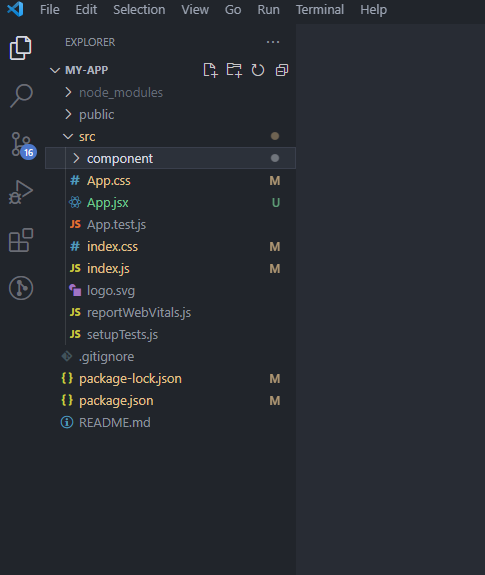 File Edit Selection View Go Run Terminal Help
EXPLORER
MY-APP
node_modules
public
src
component
# App.css M
App.jsx U
JS App.test.js
# index.css M
JS index.js M
logo.svg
JS reportWebVitals.js
JS setupTests.js
.gitignore
{} package-lock.json M
{} package.json M
README.md
16